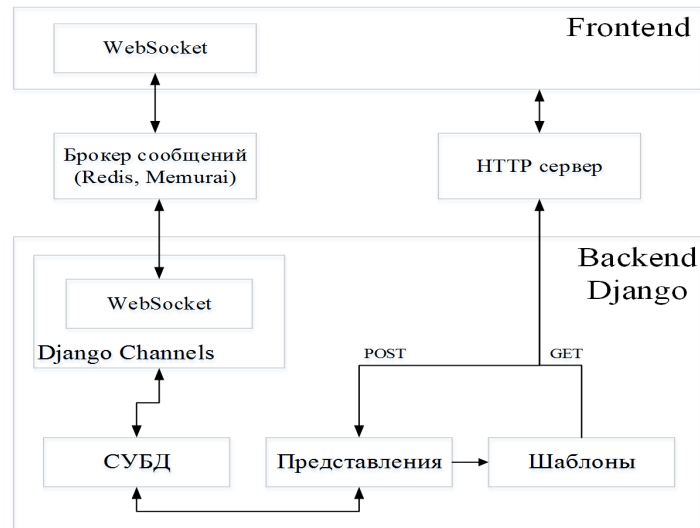 Frontend
WebSocket
Брокер сообщений
(Redis, Memurai)
HTTP сервер
Backend
Django
WebSocket
Django Channels
POST
GET
СУБД
Представления
Шаблоны